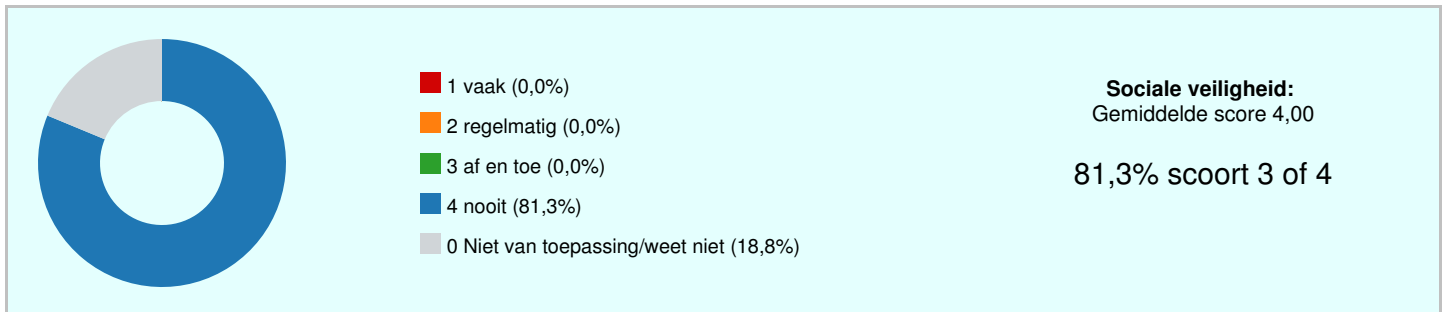 1 vaak (0,0%)
2 regelmatig (0,0%)
3 af en toe (0,0%)
4 nooit (81,3%)
0 Niet van toepassing/weet niet (18,8%)
Sociale veiligheid:
Gemiddelde score 4,00
81,3% scoort 3 of 4